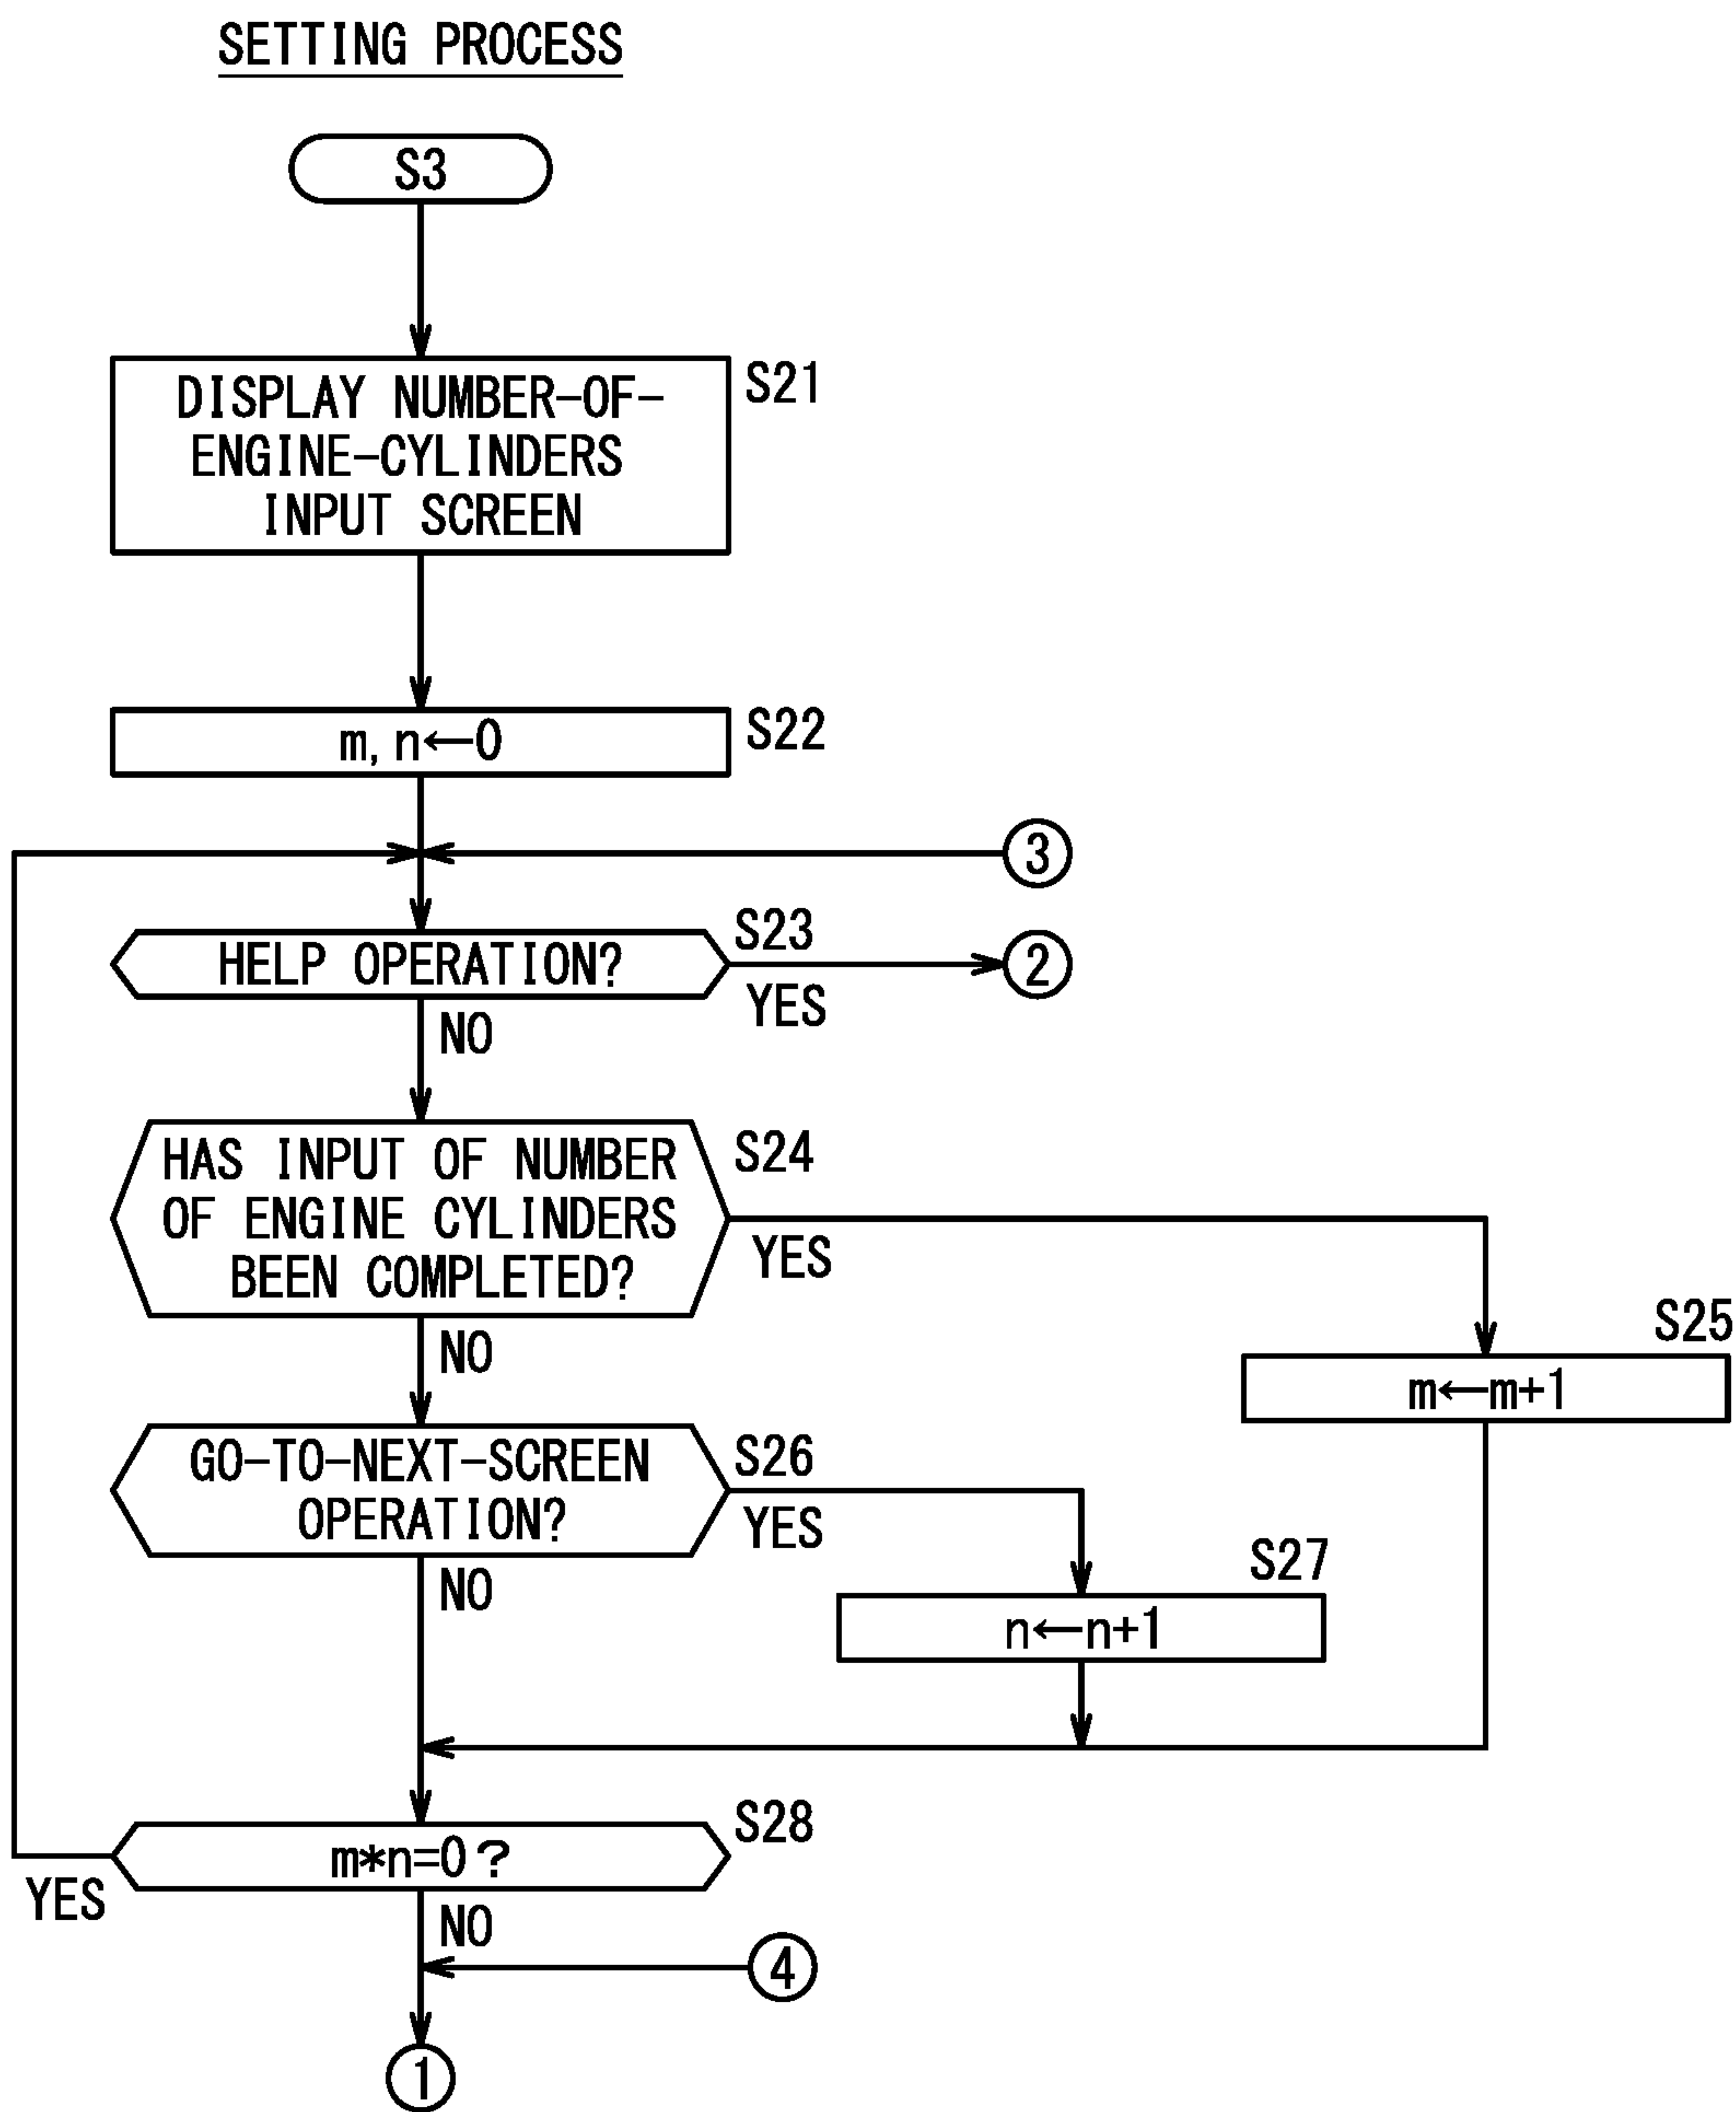 SETTING PROCESS
S3
DISPLAY NUMBER-OF-
ENGINE-CYLINDERS
INPUT SCREEN
S21
m, n←0
S22
3
HELP OPERATION?
S23
YES
2
NO
HAS INPUT OF NUMBER
OF ENGINE CYLINDERS
BEEN COMPLETED?
S24
YES
NO
S25
m←m+1
GO-TO-NEXT-SCREEN
OPERATION?
S26
YES
NO
S27
n←n+1
m*n=0?
S28
YES
NO
4
1